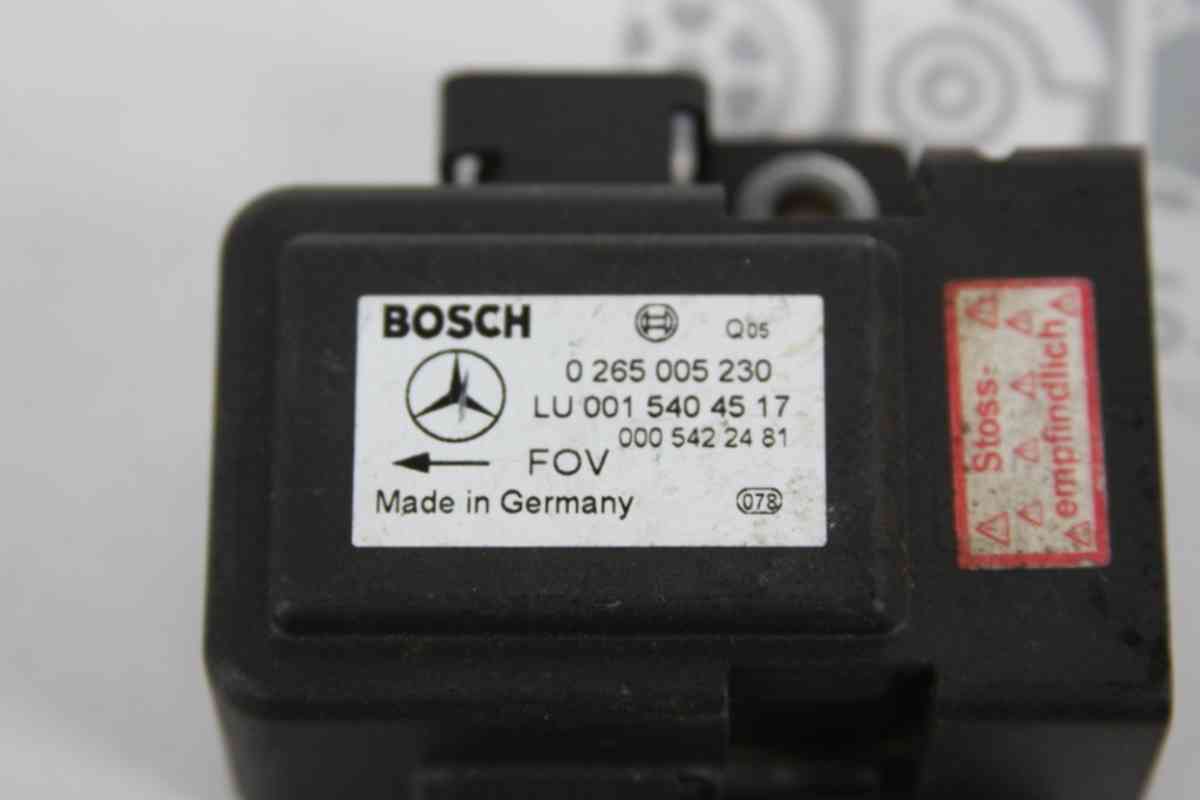 BOSCH
Q05
0 265 005 230
LU 001 540 45 17
000 542 24 81
FOV
Made in Germany
078
Stoss-
empfindlich